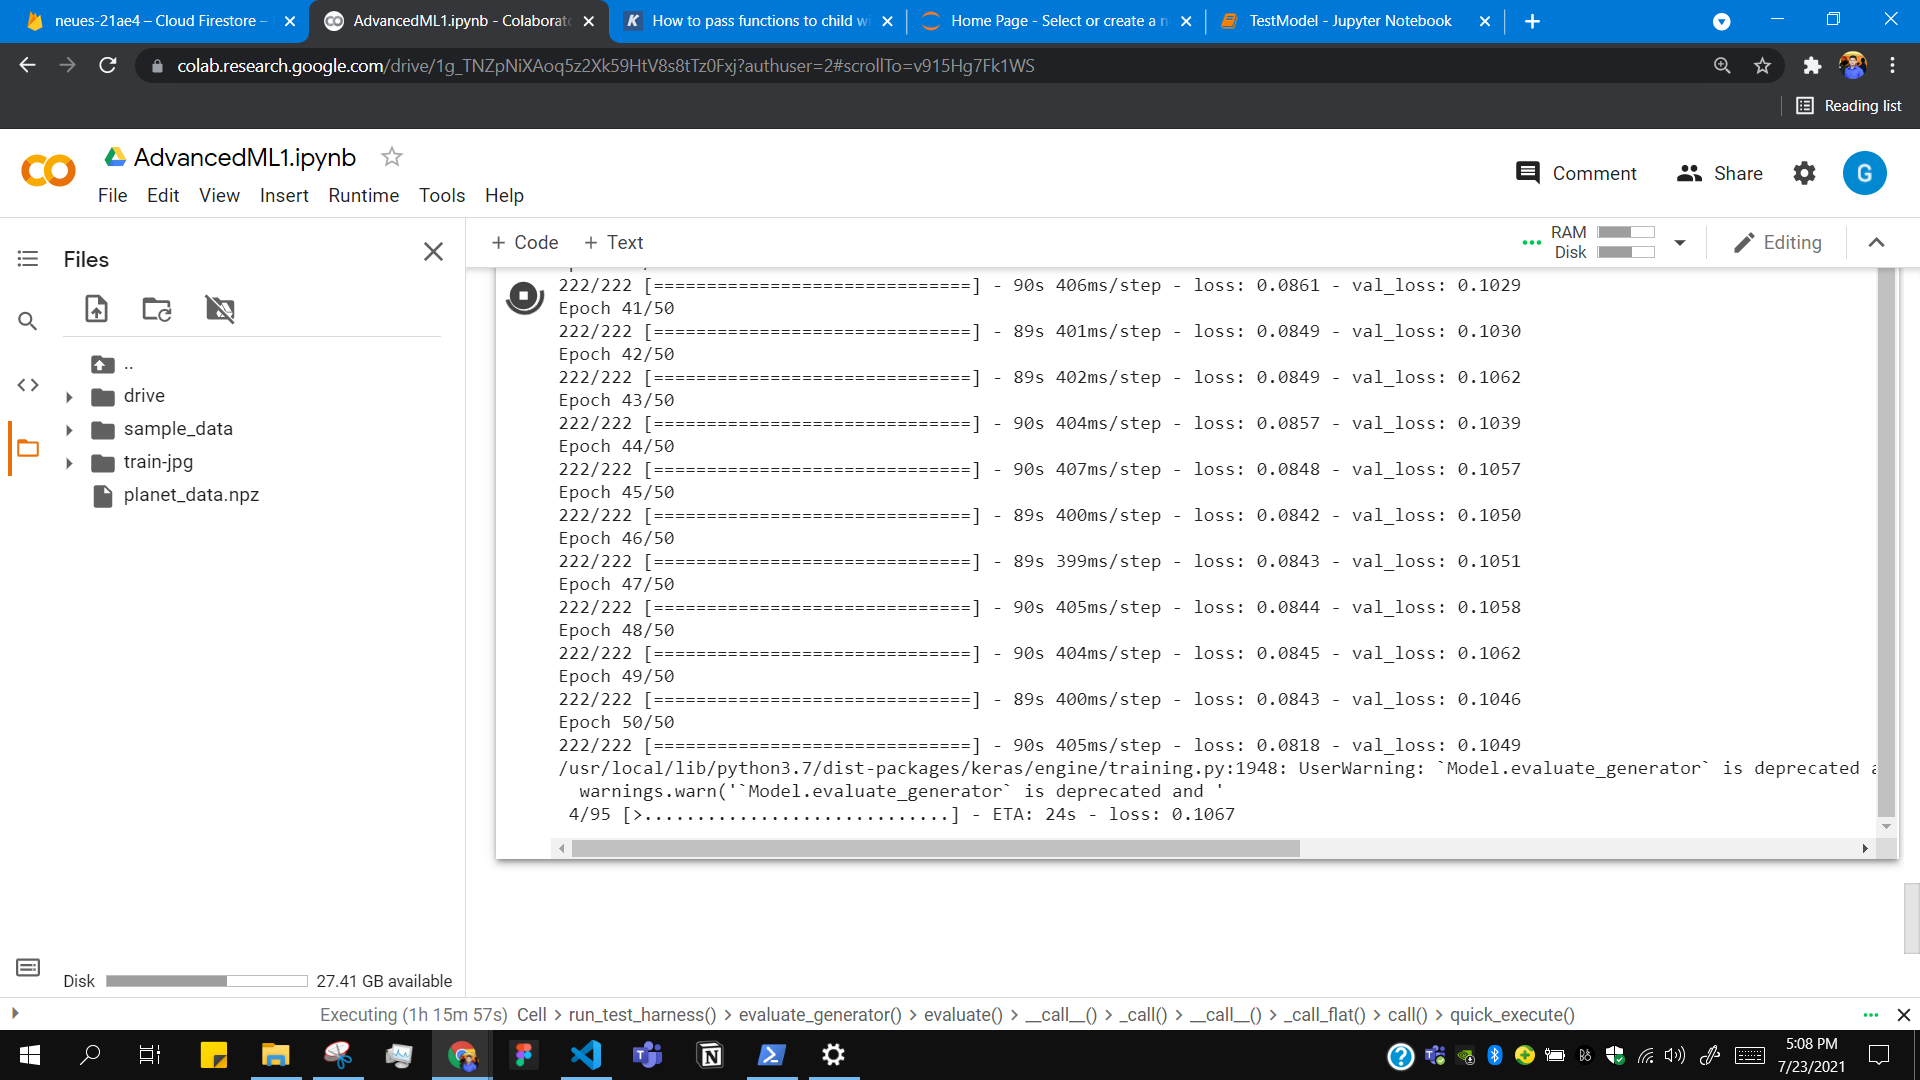 neues-21ae4 – Cloud Firestore –
AdvancedML1.ipynb - Colaborato
How to pass functions to child wi
Home Page - Select or create a n
TestModel - Jupyter Notebook
colab.research.google.com/drive/1g_TNZpNiXAoq5z2Xk59HtV8s8tTz0Fxj?authuser=2#scrollTo=v915Hg7Fk1WS
Reading list
AdvancedML1.ipynb
File Edit View Insert Runtime Tools Help
Comment Share G
Files
+ Code + Text
RAM
Disk
Editing
..
drive
sample_data
train-jpg
planet_data.npz
222/222 [==============================] - 90s 406ms/step - loss: 0.0861 - val_loss: 0.1029
Epoch 41/50
222/222 [==============================] - 89s 401ms/step - loss: 0.0849 - val_loss: 0.1030
Epoch 42/50
222/222 [==============================] - 89s 402ms/step - loss: 0.0849 - val_loss: 0.1062
Epoch 43/50
222/222 [==============================] - 90s 404ms/step - loss: 0.0857 - val_loss: 0.1039
Epoch 44/50
222/222 [==============================] - 90s 407ms/step - loss: 0.0848 - val_loss: 0.1057
Epoch 45/50
222/222 [==============================] - 89s 400ms/step - loss: 0.0842 - val_loss: 0.1050
Epoch 46/50
222/222 [==============================] - 89s 399ms/step - loss: 0.0843 - val_loss: 0.1051
Epoch 47/50
222/222 [==============================] - 90s 405ms/step - loss: 0.0844 - val_loss: 0.1058
Epoch 48/50
222/222 [==============================] - 90s 404ms/step - loss: 0.0845 - val_loss: 0.1062
Epoch 49/50
222/222 [==============================] - 89s 400ms/step - loss: 0.0843 - val_loss: 0.1046
Epoch 50/50
222/222 [==============================] - 90s 405ms/step - loss: 0.0818 - val_loss: 0.1049
/usr/local/lib/python3.7/dist-packages/keras/engine/training.py:1948: UserWarning: `Model.evaluate_generator` is deprecated a
warnings.warn('`Model.evaluate_generator` is deprecated and '
4/95 [>.............................] - ETA: 24s - loss: 0.1067
Disk 27.41 GB available
Executing (1h 15m 57s) Cell > run_test_harness() > evaluate_generator() > evaluate() > __call__() > _call() > __call__() > _call_flat() > call() > quick_execute()
5:08 PM
7/23/2021